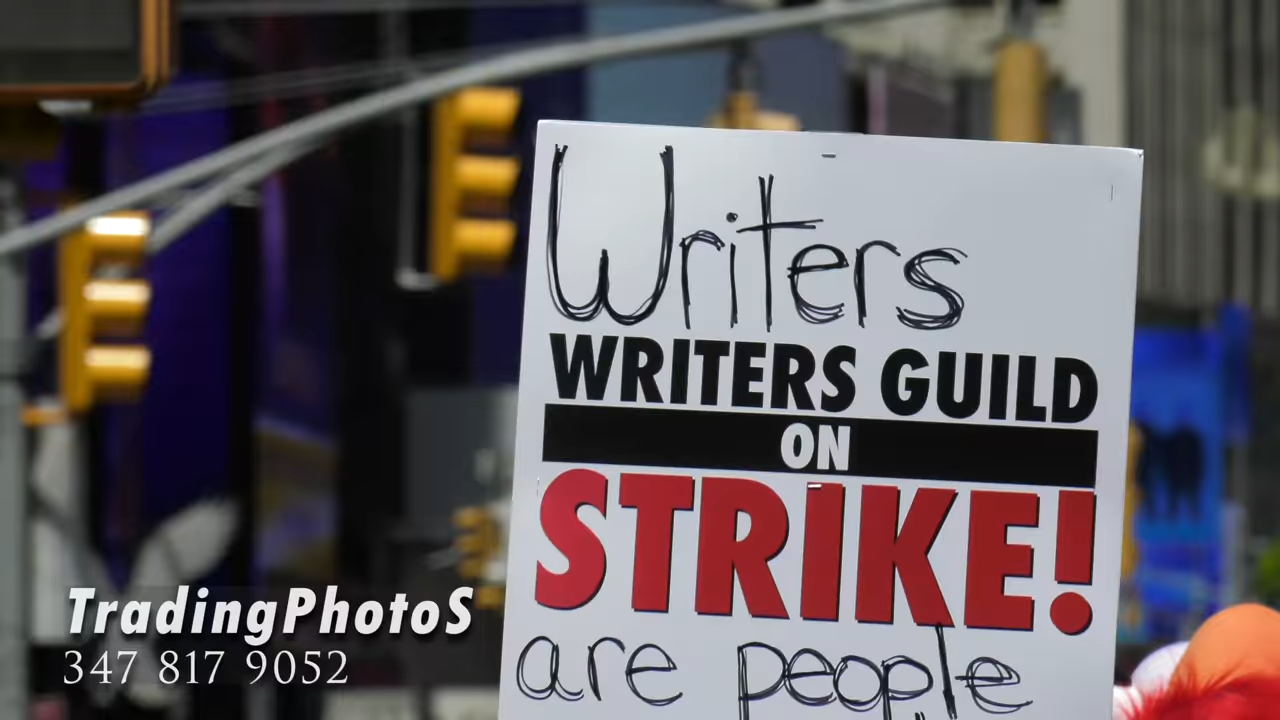 Writers
WRITERS GUILD
ON
STRIKE!
are people
TradingPhotoS
347 817 9052